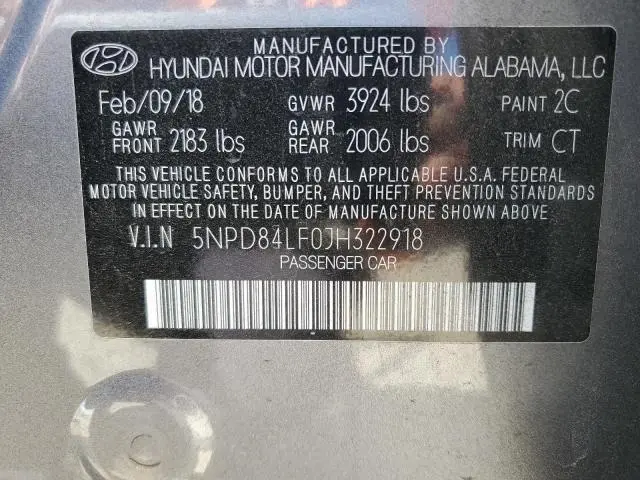 MANUFACTURED BY
HYUNDAI MOTOR MANUFACTURING ALABAMA, LLC
Feb/09/18 GVWR 3924 lbs PAINT 2C
GAWR FRONT 2183 lbs GAWR REAR 2006 lbs TRIM CT
THIS VEHICLE CONFORMS TO ALL APPLICABLE U.S.A. FEDERAL
MOTOR VEHICLE SAFETY, BUMPER, AND THEFT PREVENTION STANDARDS
IN EFFECT ON THE DATE OF MANUFACTURE SHOWN ABOVE
V.I.N 5NPD84LF0JH322918
PASSENGER CAR